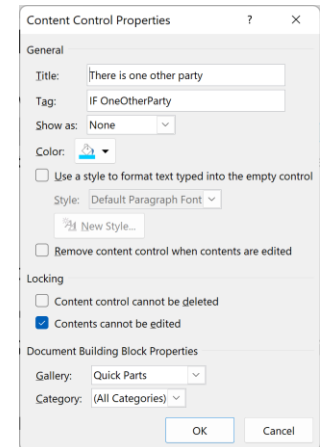 Content Control Properties ? ×
General
Title: There is one other party
Tag: IF OneOtherParty
Show as: None
Color:
Use a style to format text typed into the empty control
Style: Default Paragraph Font
New Style...
Remove content control when contents are edited
Locking
Content control cannot be deleted
Contents cannot be edited
Document Building Block Properties
Gallery: Quick Parts
Category: (All Categories)
OK Cancel